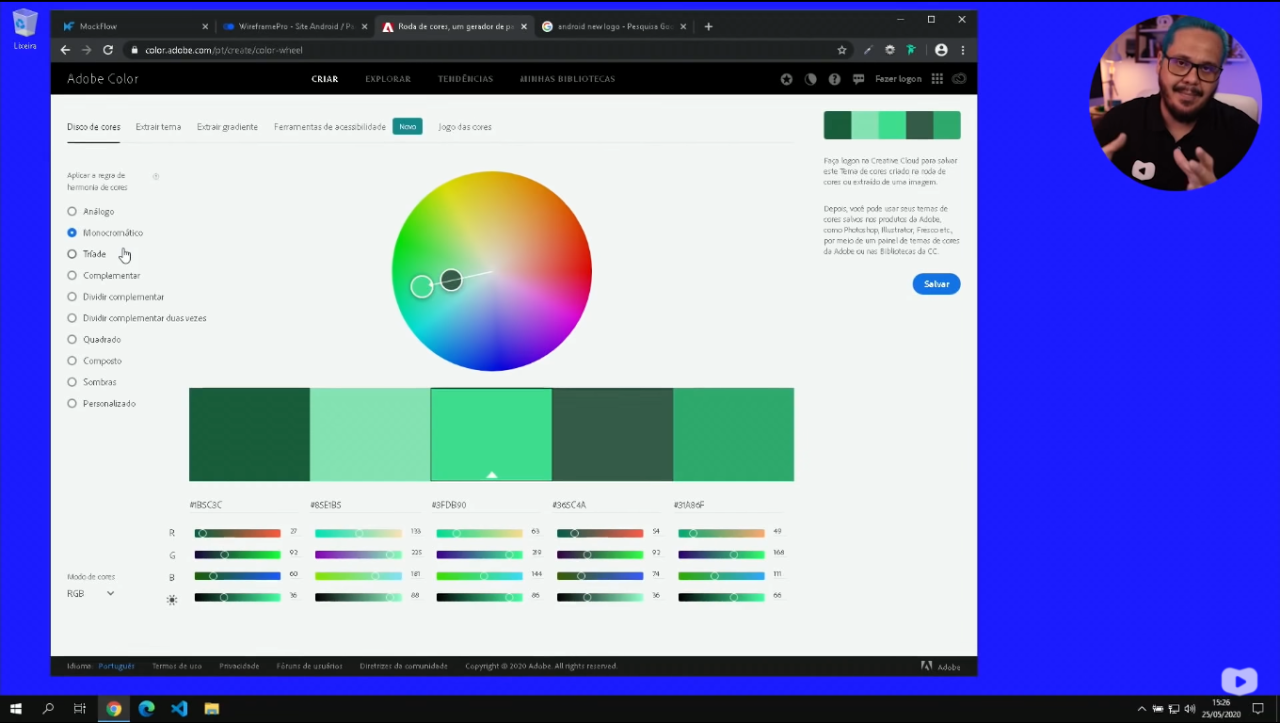 Lixeira
MockFlow
WireframePro - Site Android / Pá
Roda de cores, um gerador de pa
android new logo - Pesquisa Goo
color.adobe.com/pt/create/color-wheel
Adobe Color
CRIAR
EXPLORAR
TENDÊNCIAS
MINHAS BIBLIOTECAS
Fazer logon
Disco de cores
Extrair tema
Extrair gradiente
Ferramentas de acessibilidade
Novo
Jogo das cores
Aplicar a regra de
harmonia de cores
Análogo
Monocromático
Tríade
Complementar
Dividir complementar
Dividir complementar duas vezes
Quadrado
Composto
Sombras
Personalizado
Faça logon na Creative Cloud para salvar
este Tema de cores criado na roda de
cores ou extraído de uma imagem.
Depois, você pode usar seus temas de
cores salvos nos produtos da Adobe,
como Photoshop, Illustrator, Fresco etc.,
por meio de um painel de temas de cores
da Adobe ou nas Bibliotecas da CC.
Salvar
#1B5C3C
#85E1B5
#3FDB90
#365C4A
#31A86F
R
27
133
63
54
49
G
92
225
219
92
168
B
60
181
144
74
111
36
88
86
36
66
Modo de cores
RGB
Idioma: Português
Termos de uso
Privacidade
Fóruns de usuários
Diretrizes da comunidade
Copyright © 2020 Adobe. All rights reserved.
Adobe
15:26
25/05/2020